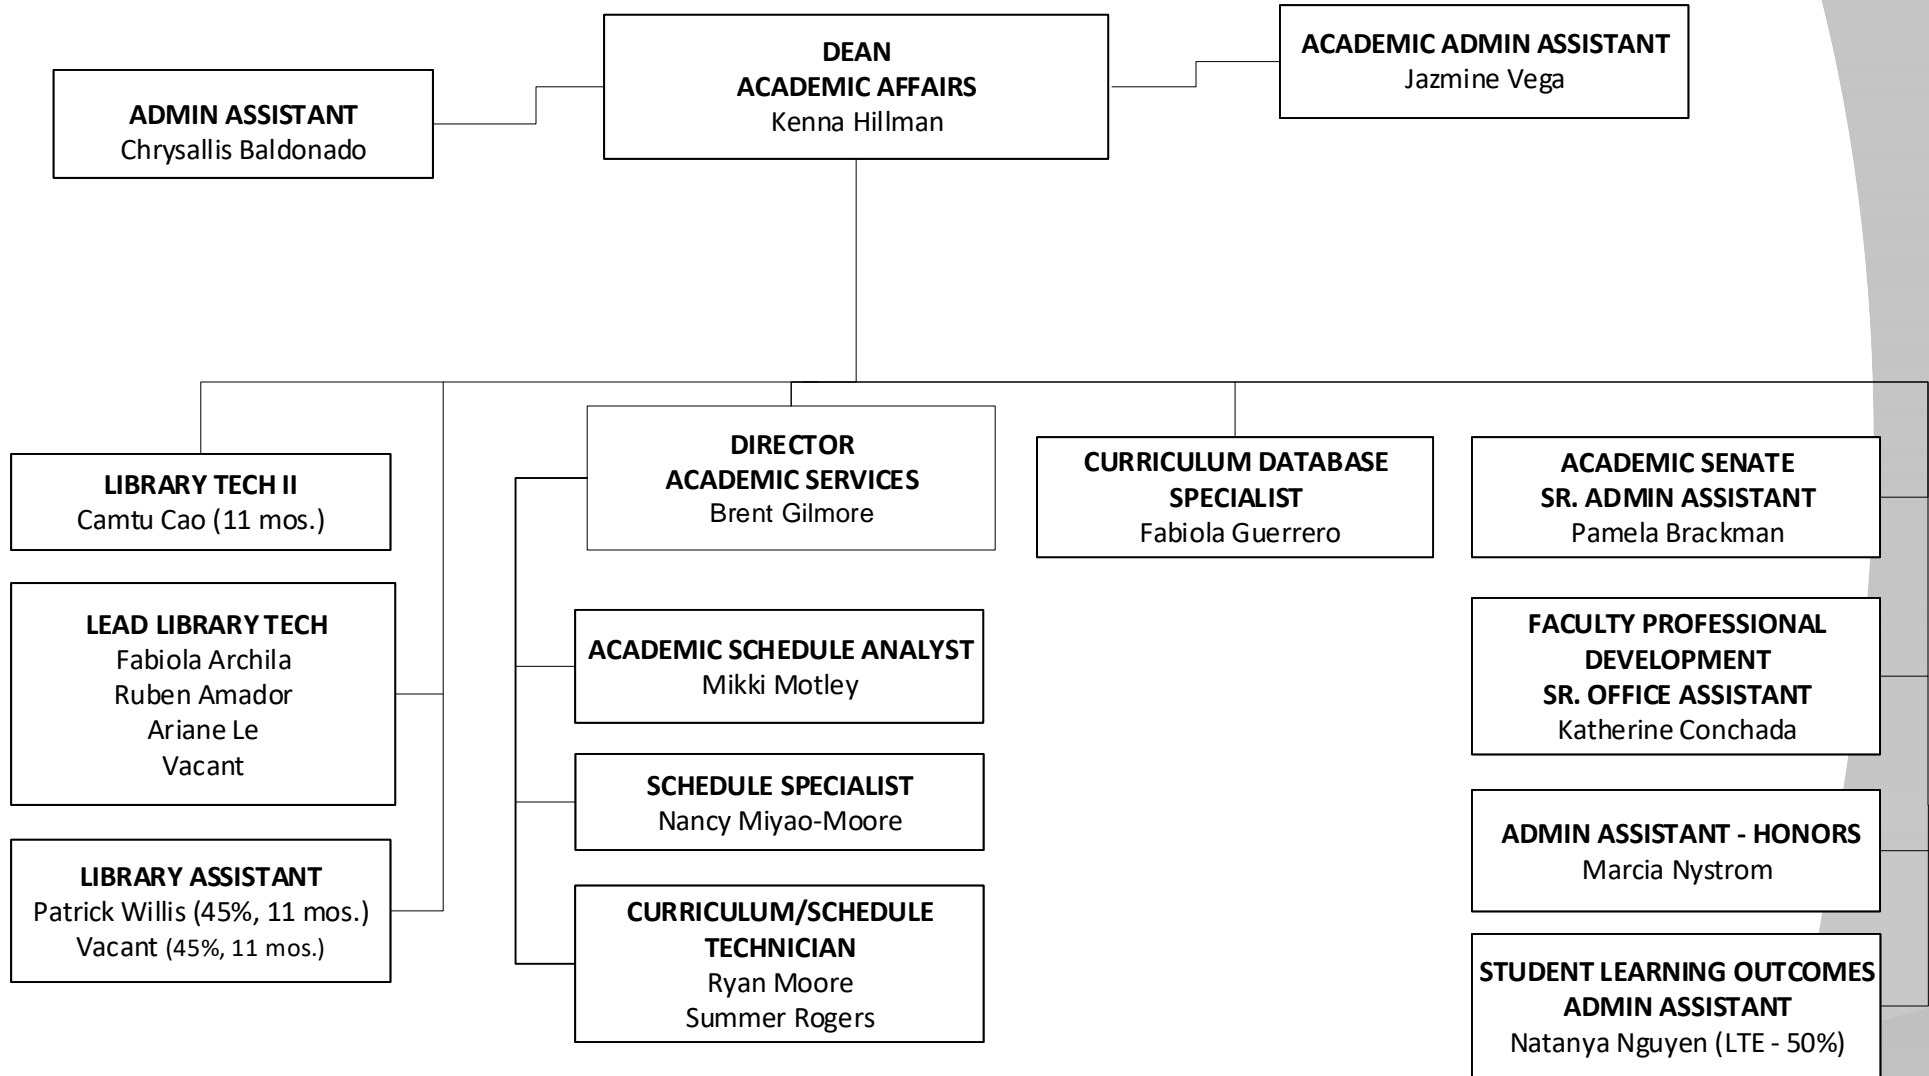 DEAN
ACADEMIC AFFAIRS
Kenna Hillman
ACADEMIC ADMIN ASSISTANT
Jazmine Vega
ADMIN ASSISTANT
Chrysallis Baldonado
LIBRARY TECH II
Camtu Cao (11 mos.)
LEAD LIBRARY TECH
Fabiola Archila
Ruben Amador
Ariane Le
Vacant
LIBRARY ASSISTANT
Patrick Willis (45%, 11 mos.)
Vacant (45%, 11 mos.)
DIRECTOR
ACADEMIC SERVICES
Brent Gilmore
ACADEMIC SCHEDULE ANALYST
Mikki Motley
SCHEDULE SPECIALIST
Nancy Miyao-Moore
CURRICULUM/SCHEDULE
TECHNICIAN
Ryan Moore
Summer Rogers
CURRICULUM DATABASE
SPECIALIST
Fabiola Guerrero
ACADEMIC SENATE
SR. ADMIN ASSISTANT
Pamela Brackman
FACULTY PROFESSIONAL
DEVELOPMENT
SR. OFFICE ASSISTANT
Katherine Conchada
ADMIN ASSISTANT - HONORS
Marcia Nystrom
STUDENT LEARNING OUTCOMES
ADMIN ASSISTANT
Natanya Nguyen (LTE - 50%)